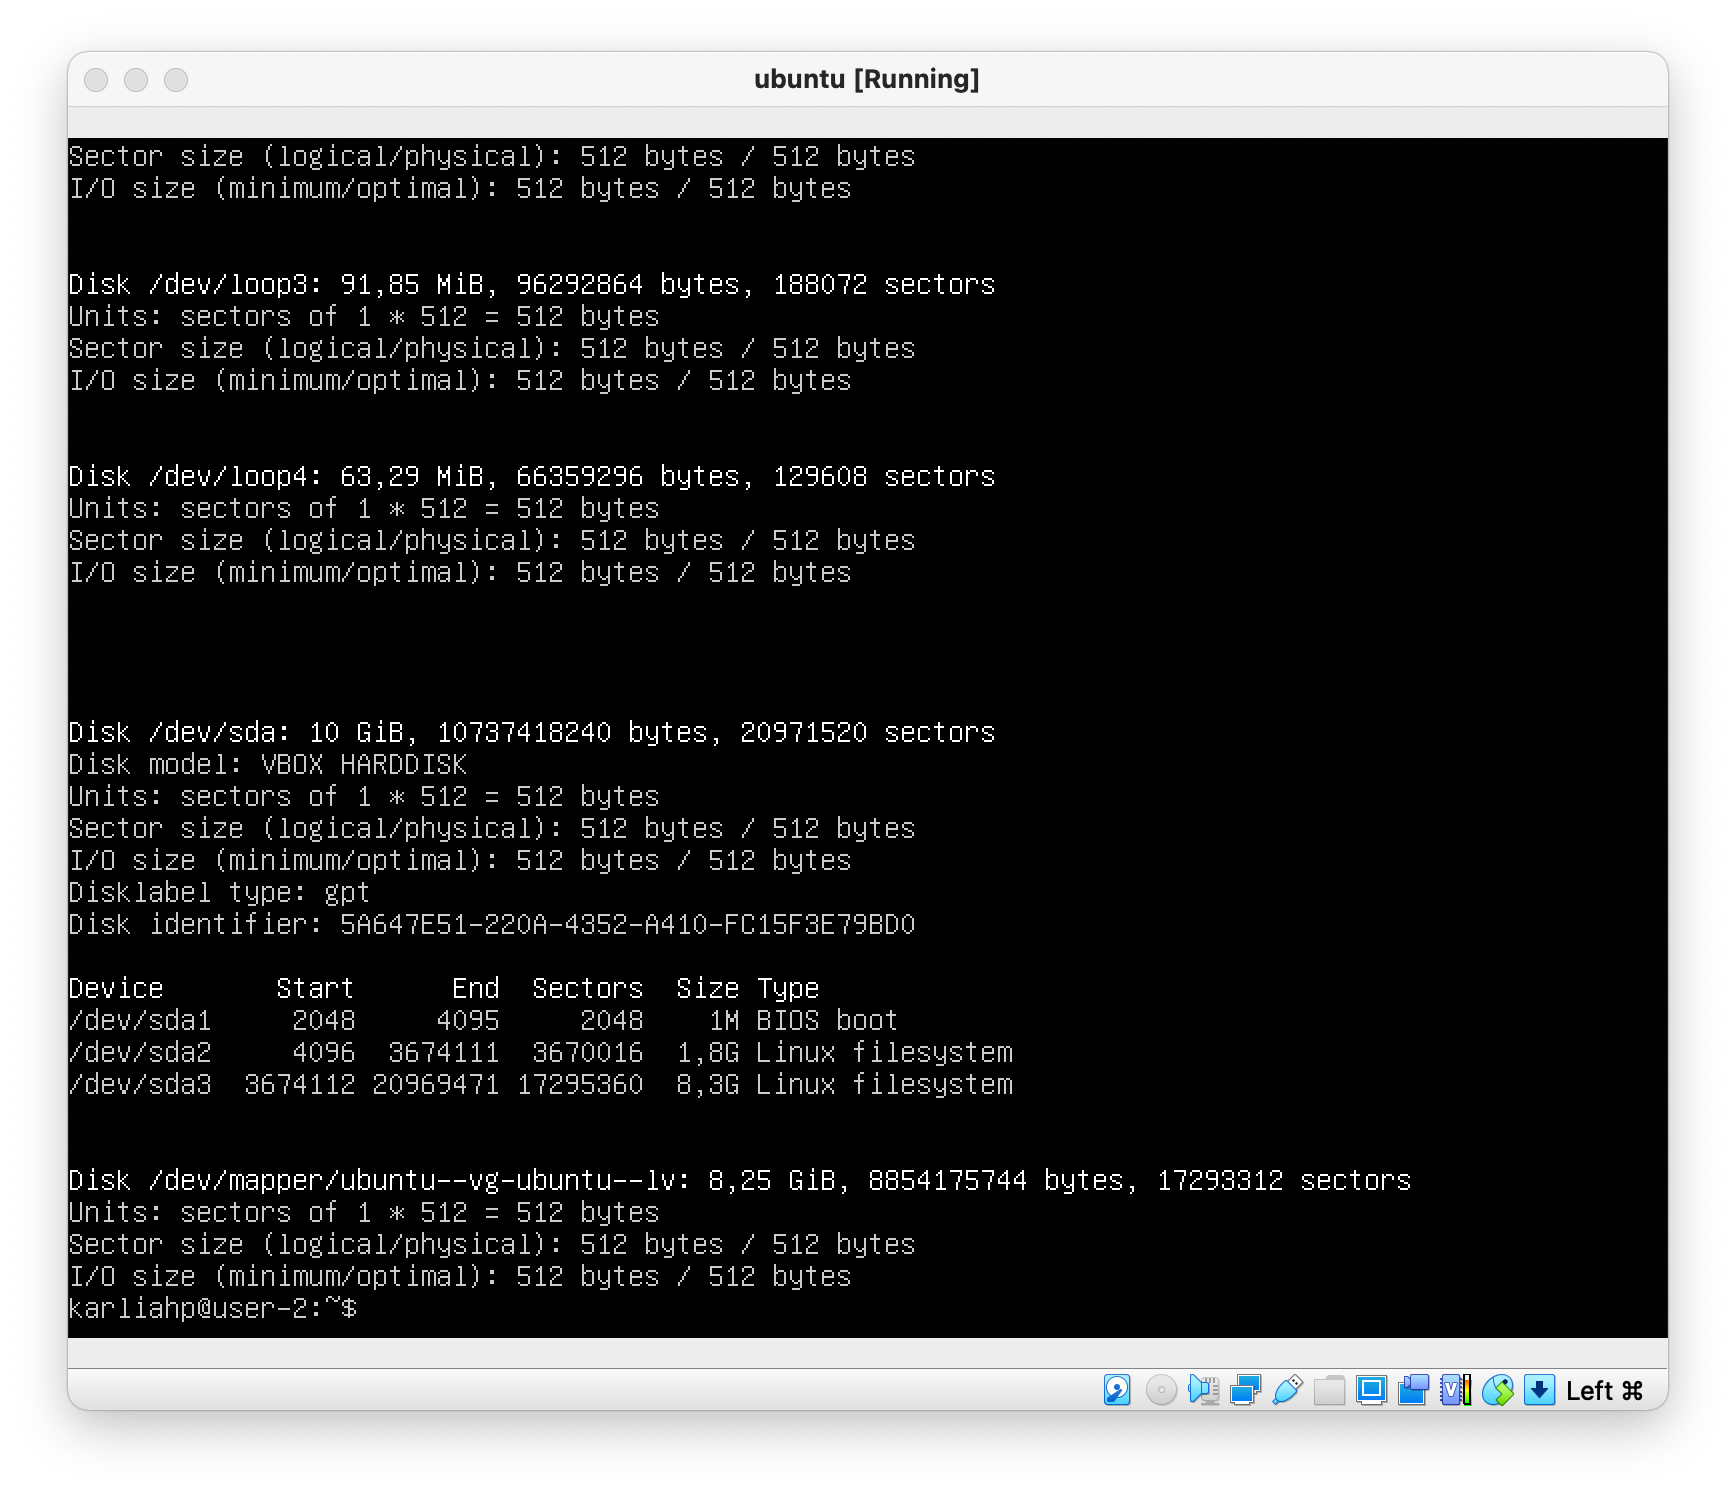 ubuntu [Running]
Sector size (logical/physical): 512 bytes / 512 bytes
I/O size (minimum/optimal): 512 bytes / 512 bytes
Disk /dev/loop3: 91,85 MiB, 96292864 bytes, 188072 sectors
Units: sectors of 1 * 512 = 512 bytes
Sector size (logical/physical): 512 bytes / 512 bytes
I/O size (minimum/optimal): 512 bytes / 512 bytes
Disk /dev/loop4: 63,29 MiB, 66359296 bytes, 129608 sectors
Units: sectors of 1 * 512 = 512 bytes
Sector size (logical/physical): 512 bytes / 512 bytes
I/O size (minimum/optimal): 512 bytes / 512 bytes
Disk /dev/sda: 10 GiB, 10737418240 bytes, 20971520 sectors
Disk model: VBOX HARDDISK
Units: sectors of 1 * 512 = 512 bytes
Sector size (logical/physical): 512 bytes / 512 bytes
I/O size (minimum/optimal): 512 bytes / 512 bytes
Disklabel type: gpt
Disk identifier: 5A647E51-220A-4352-A410-FC15F3E79BD0
Device       Start      End  Sectors  Size Type
/dev/sda1     2048     4095     2048    1M BIOS boot
/dev/sda2     4096  3674111  3670016  1,8G Linux filesystem
/dev/sda3  3674112 20969471 17295360  8,3G Linux filesystem
Disk /dev/mapper/ubuntu--vg-ubuntu--lv: 8,25 GiB, 8854175744 bytes, 17293312 sectors
Units: sectors of 1 * 512 = 512 bytes
Sector size (logical/physical): 512 bytes / 512 bytes
I/O size (minimum/optimal): 512 bytes / 512 bytes
karliahp@user-2:~$
Left ⌘